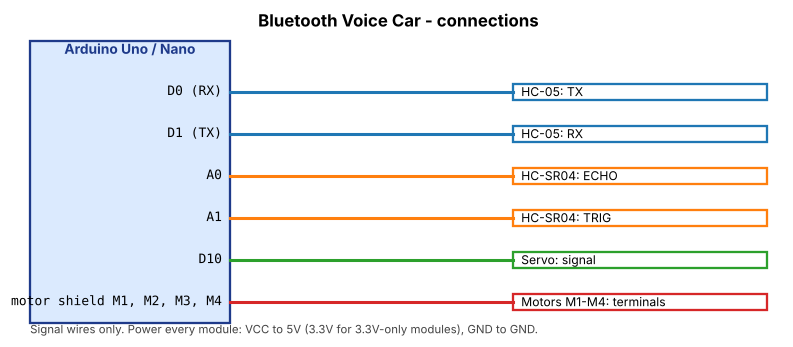 Bluetooth Voice Car - connections
Arduino Uno / Nano
D0 (RX) HC-05: TX
D1 (TX) HC-05: RX
A0 HC-SR04: ECHO
A1 HC-SR04: TRIG
D10 Servo: signal
motor shield M1, M2, M3, M4 Motors M1-M4: terminals
Signal wires only. Power every module: VCC to 5V (3.3V for 3.3V-only modules), GND to GND.